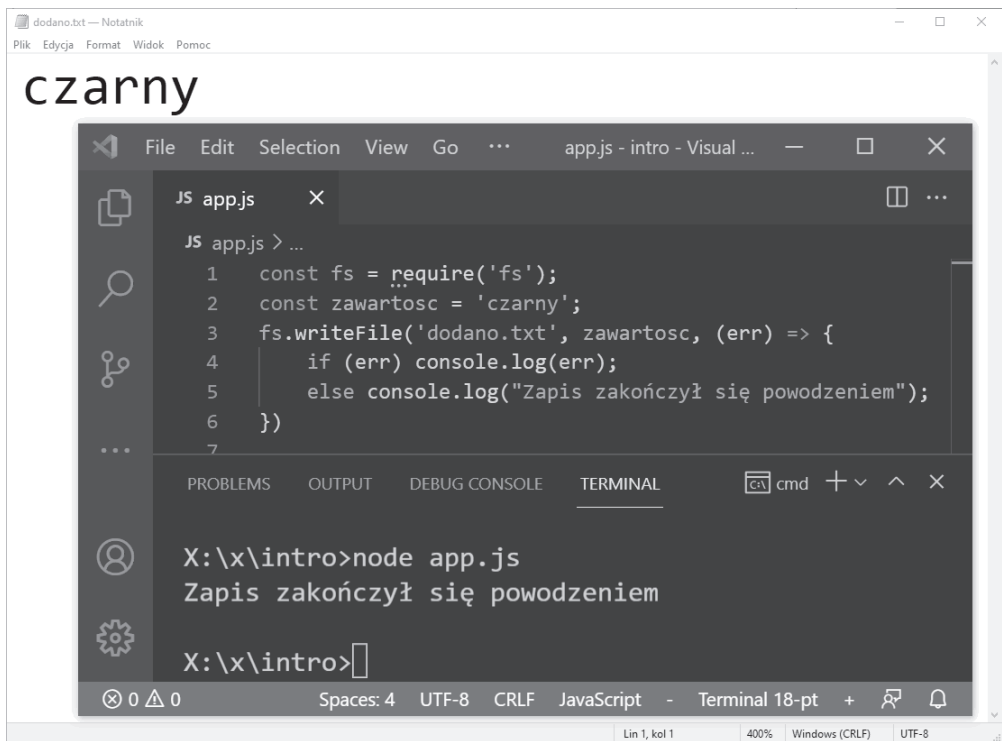 dodano.txt — Notatnik
Plik Edycja Format Widok Pomoc
czarny
File Edit Selection View Go ··· app.js - intro - Visual ...
JS app.js
JS app.js > ...
1 const fs = require('fs');
2 const zawartosc = 'czarny';
3 fs.writeFile('dodano.txt', zawartosc, (err) => {
4 if (err) console.log(err);
5 else console.log("Zapis zakończył się powodzeniem");
6 })
7
PROBLEMS OUTPUT DEBUG CONSOLE TERMINAL cmd
X:\x\intro>node app.js
Zapis zakończył się powodzeniem
X:\x\intro>
0 0 Spaces: 4 UTF-8 CRLF JavaScript - Terminal 18-pt +
Lin 1, kol 1 400% Windows (CRLF) UTF-8